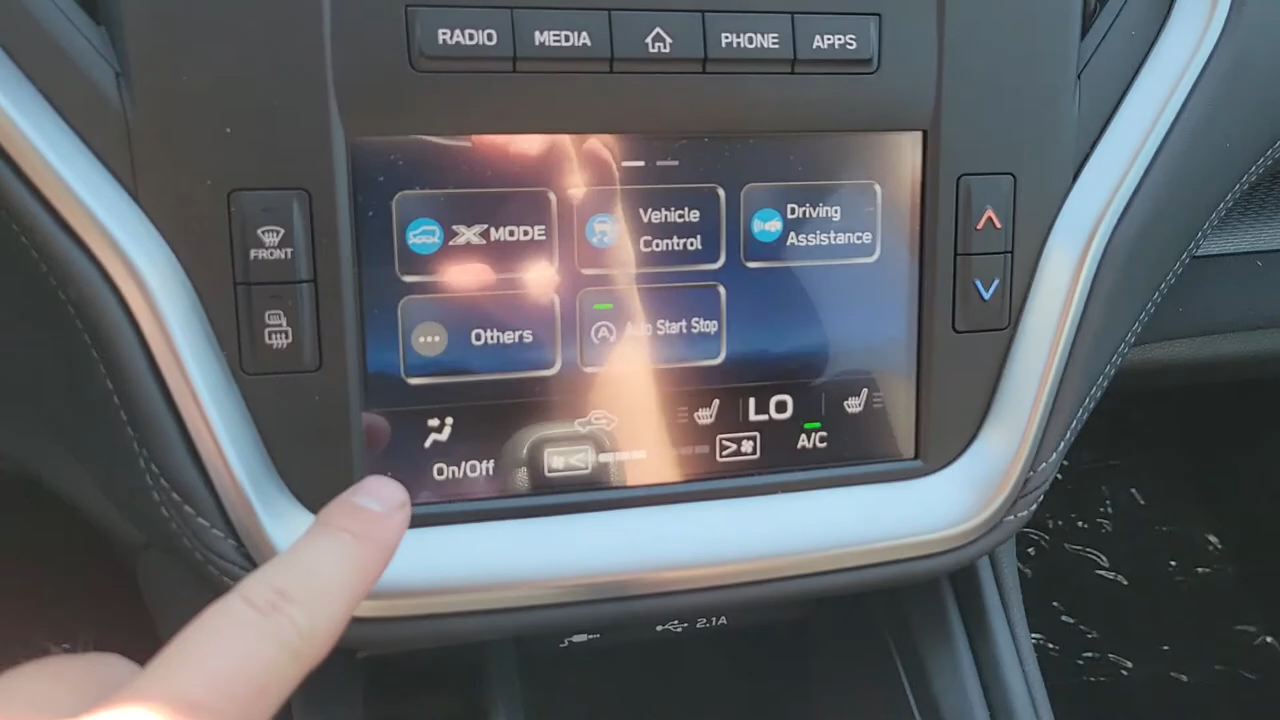 RADIO
MEDIA
PHONE
APPS
FRONT
X MODE
Vehicle
Control
Driving
Assistance
Others
A
Auto Start Stop
LO
On/Off
A/C
2.1A